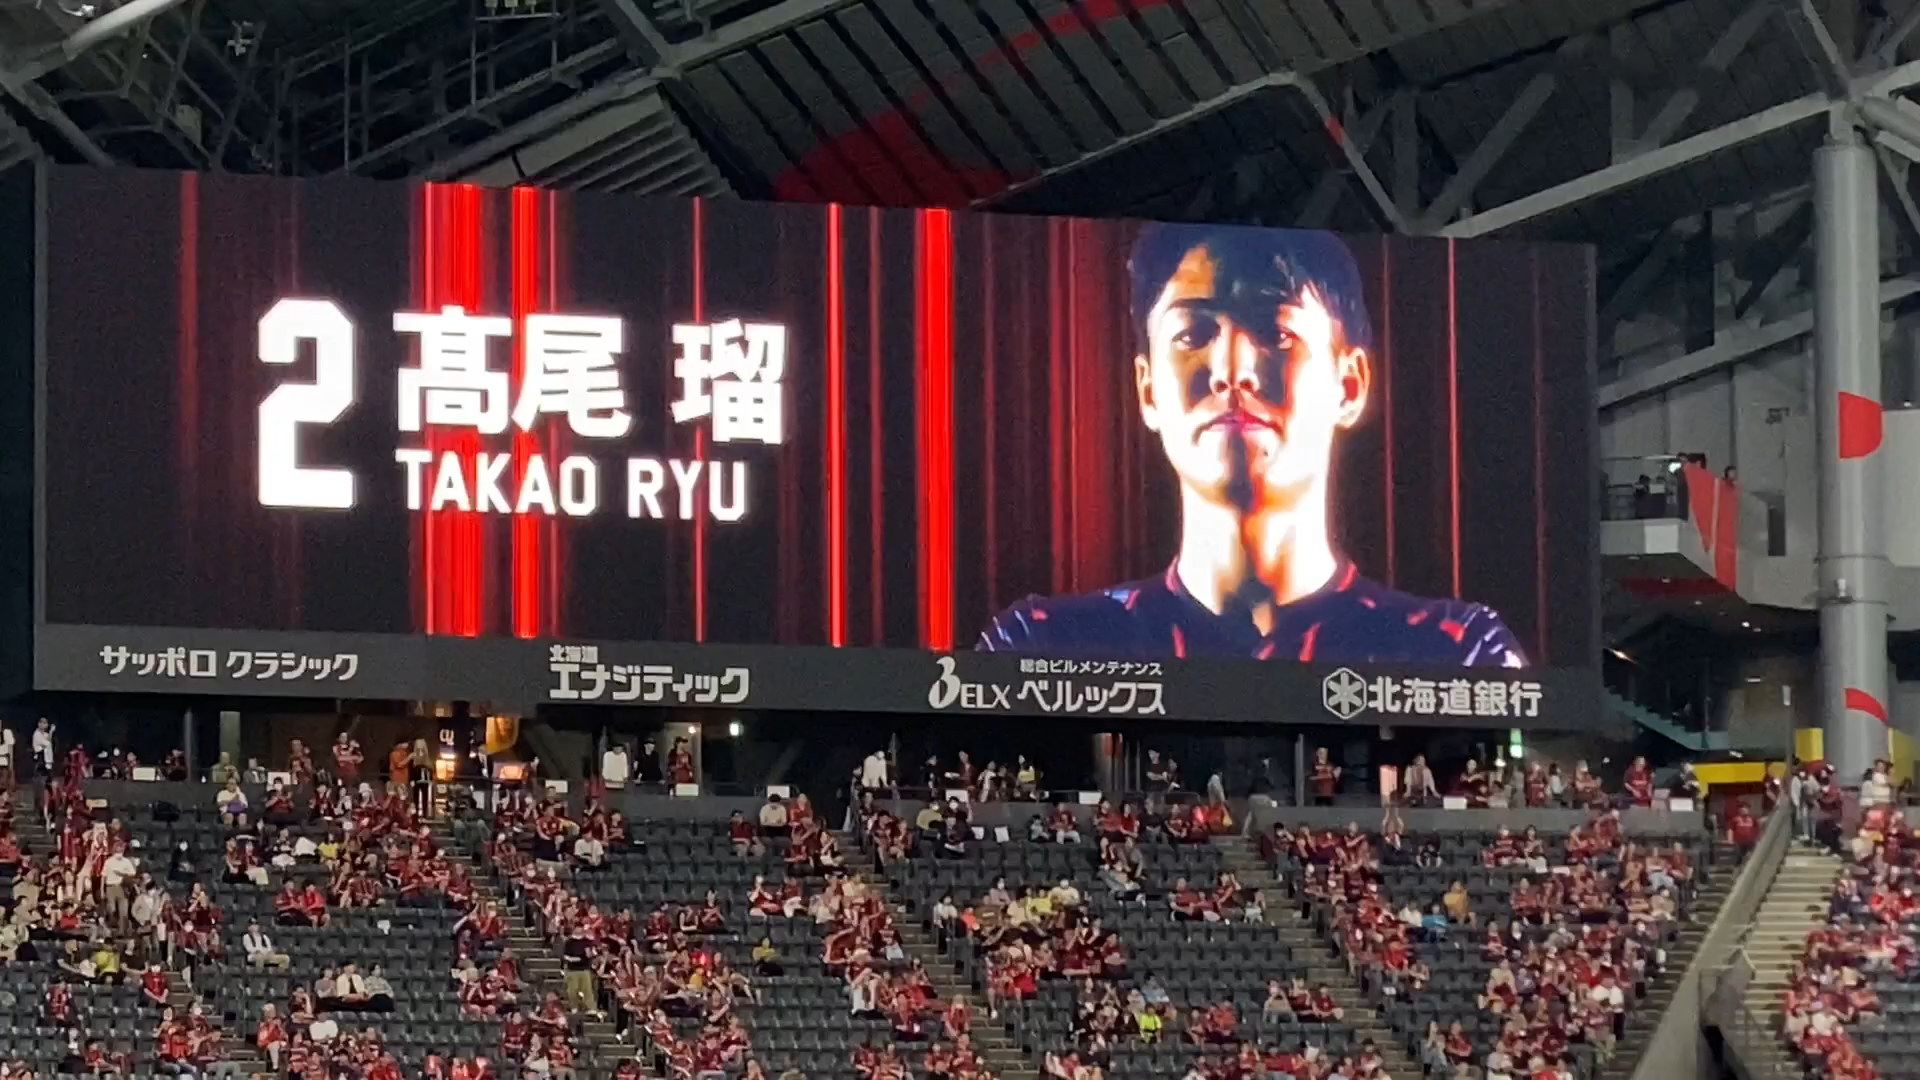 2
髙尾 瑠
TAKAO RYU
サッポロ クラシック
北海道
エナジティック
総合ビルメンテナンス
BELX ベルックス
北海道銀行